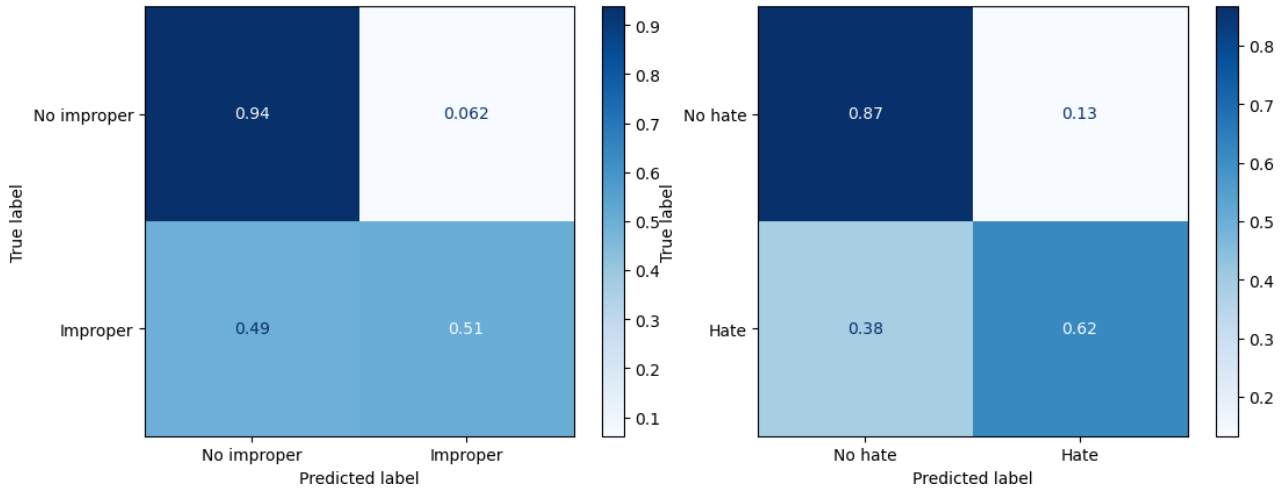 No improper
Improper
True label
0.94
0.062
0.49
0.51
No improper
Improper
Predicted label
0.9
0.8
0.7
0.6
0.5
0.4
0.3
0.2
0.1
No hate
Hate
True label
0.87
0.13
0.38
0.62
No hate
Hate
Predicted label
0.8
0.7
0.6
0.5
0.4
0.3
0.2